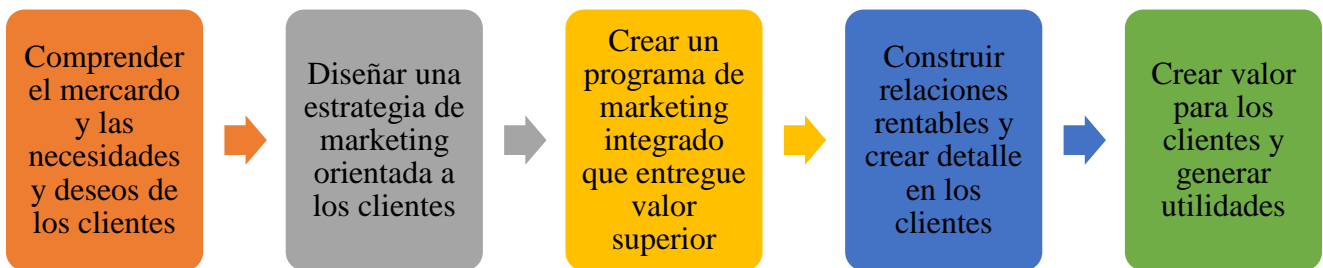 Comprender
el mercardo
y las
necesidades
y deseos de
los clientes
Diseñar una
estrategia de
marketing
orientada a
los clientes
Crear un
programa de
marketing
integrado
que entregue
valor
superior
Construir
relaciones
rentables y
crear detalle
en los
clientes
Crear valor
para los
clientes y
generar
utilidades